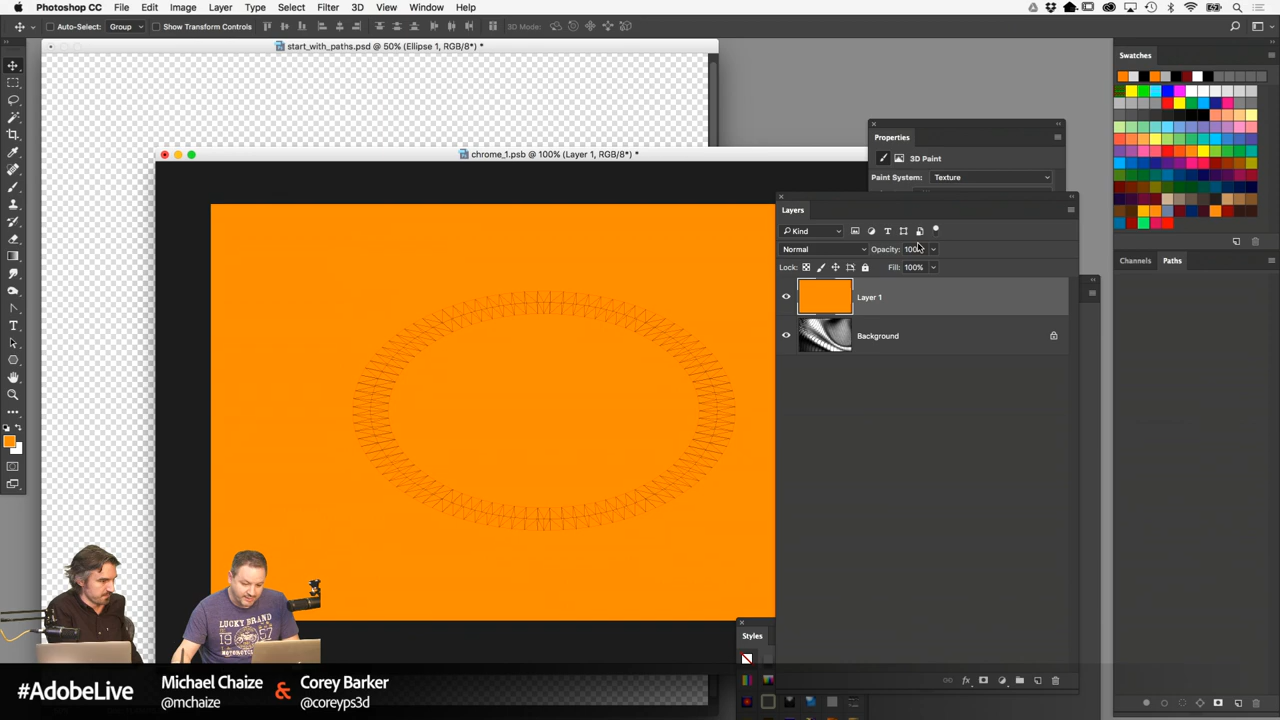 Photoshop CC File Edit Image Layer Type Select Filter 3D View Window Help
Auto-Select: Group Show Transform Controls 3D Mode:
start_with_paths.psd @ 50% (Ellipse 1, RGB/8*) *
Swatches
Properties
chrome_1.psb @ 100% (Layer 1, RGB/8*) *
3D Paint
Paint System: Texture
Layers
Kind
Normal Opacity: 100%
Lock: Fill: 100%
Channels Paths
Layer 1
Background
Styles
LUCKY BRAND
1957
#AdobeLive
Michael Chaize & Corey Barker
@mchaize @coreyps3d